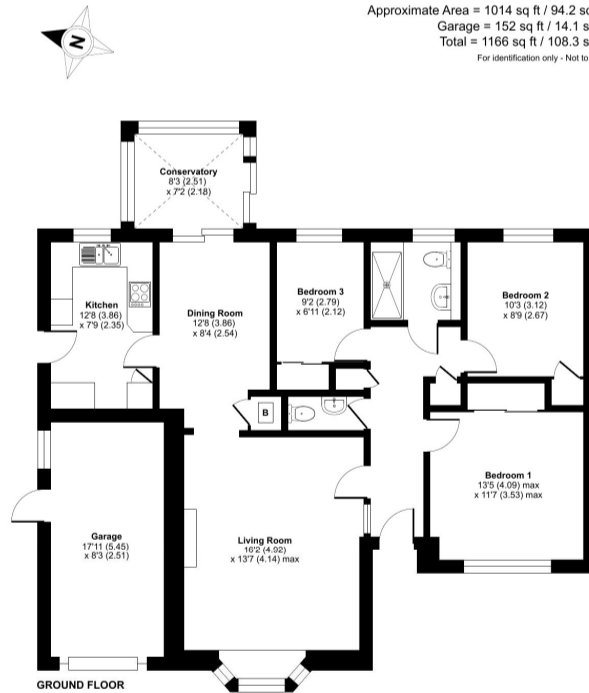 Approximate Area = 1014 sq ft / 94.2 sq
Garage = 152 sq ft / 14.1 s
Total = 1166 sq ft / 108.3 s
For identification only - Not to
N
Conservatory
8'3 (2.51)
x 7'2 (2.18)
Kitchen
12'8 (3.86)
x 7'9 (2.35)
Dining Room
12'8 (3.86)
x 8'4 (2.54)
Bedroom 3
9'2 (2.79)
x 6'11 (2.12)
Bedroom 2
10'3 (3.12)
x 8'9 (2.67)
B
Bedroom 1
13'5 (4.09) max
x 11'7 (3.53) max
Garage
17'11 (5.45)
x 8'3 (2.51)
Living Room
16'2 (4.92)
x 13'7 (4.14) max
GROUND FLOOR